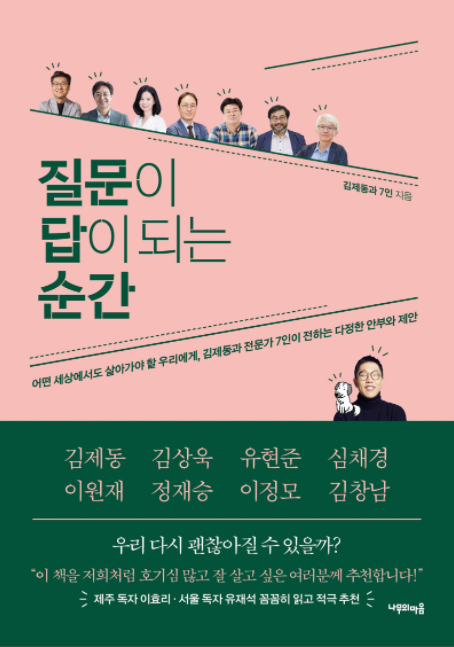 김제동과 7인 지음
질문이
답이 되는
순간
어떤 세상에서도 살아가야 할 우리에게, 김제동과 전문가 7인이 전하는 다정한 안부와 제안
김제동 김상욱 유현준 심채경
이원재 정재승 이정모 김창남
우리 다시 괜찮아질 수 있을까?
“이 책을 저희처럼 호기심 많고 잘 살고 싶은 여러분께 추천합니다!”
제주 독자 이효리·서울 독자 유재석 꼼꼼히 읽고 적극 추천
나무의마음